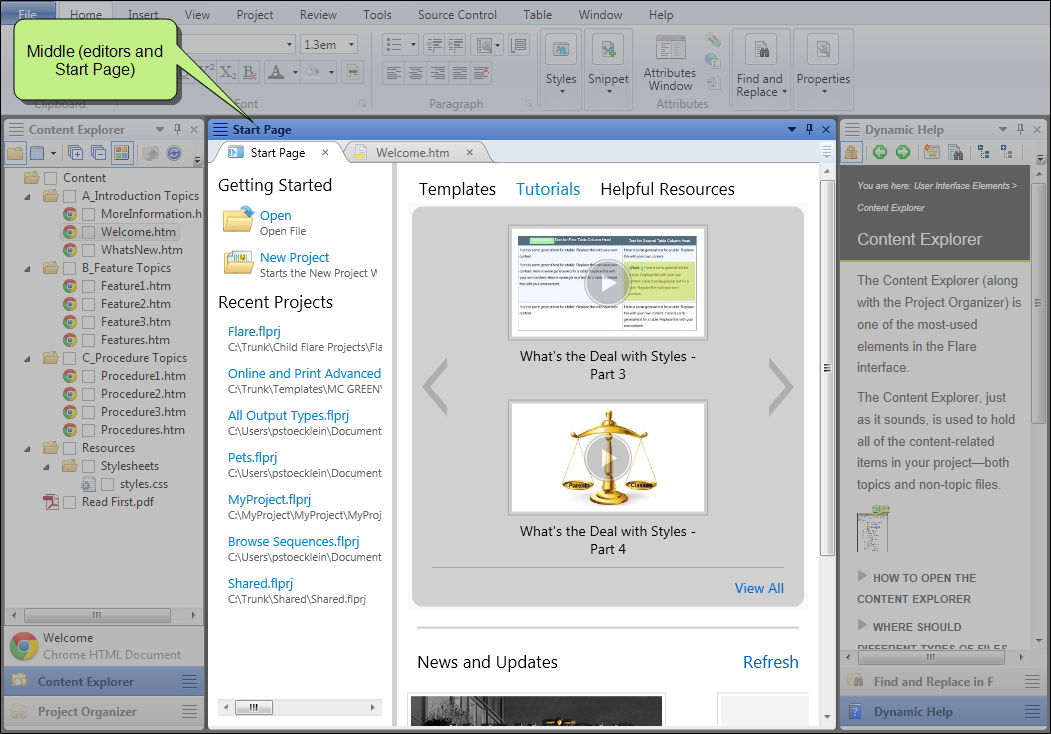 File Home Insert View Project Review Tools Source Control Table Window Help
Middle (editors and
Start Page)
1.3em
Styles
Snippet
Attributes
Window
Find and
Replace
Properties
Clipboard
Font
Paragraph
Attributes
Content Explorer
Content
A_Introduction Topics
MoreInformation.h
Welcome.htm
WhatsNew.htm
B_Feature Topics
Feature1.htm
Feature2.htm
Feature3.htm
Features.htm
C_Procedure Topics
Procedure1.htm
Procedure2.htm
Procedure3.htm
Procedures.htm
Resources
Stylesheets
styles.css
Read First.pdf
Welcome
Chrome HTML Document
Content Explorer
Project Organizer
Start Page
Start Page
Welcome.htm
Getting Started
Open
Open File
New Project
Starts the New Project W
Recent Projects
Flare.flprj
C:\Trunk\Child Flare Projects\Fla
Online and Print Advanced
C:\Trunk\Templates\MC GREEN\
All Output Types.flprj
C:\Users\pstoecklein\Document
Pets.flprj
C:\Users\pstoecklein\Document
MyProject.flprj
C:\MyProject\MyProject\MyProj
Browse Sequences.flprj
C:\Users\pstoecklein\Document
Shared.flprj
C:\Trunk\Shared\Shared.flprj
Templates Tutorials Helpful Resources
What's the Deal with Styles -
Part 3
Parent
Classes
What's the Deal with Styles -
Part 4
View All
News and Updates
Refresh
Dynamic Help
You are here: User Interface Elements >
Content Explorer
Content Explorer
The Content Explorer (along
with the Project Organizer) is
one of the most-used
elements in the Flare
interface.
The Content Explorer, just
as it sounds, is used to hold
all of the content-related
items in your project—both
topics and non-topic files.
HOW TO OPEN THE
CONTENT EXPLORER
WHERE SHOULD
DIFFERENT TYPES OF FILES
Find and Replace in F
Dynamic Help